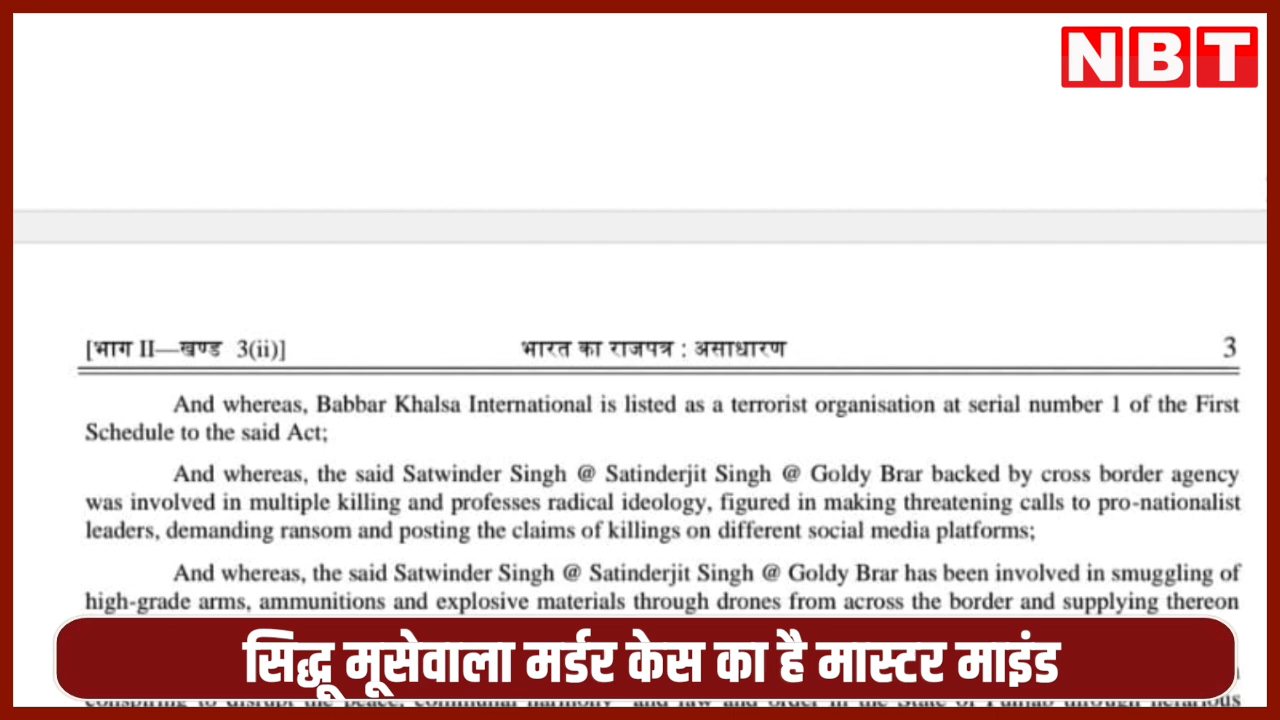 NBT
[भाग II—खण्ड 3(ii)] भारत का राजपत्र : असाधारण 3
And whereas, Babbar Khalsa International is listed as a terrorist organisation at serial number 1 of the First
Schedule to the said Act;
And whereas, the said Satwinder Singh @ Satinderjit Singh @ Goldy Brar backed by cross border agency
was involved in multiple killing and professes radical ideology, figured in making threatening calls to pro-nationalist
leaders, demanding ransom and posting the claims of killings on different social media platforms;
And whereas, the said Satwinder Singh @ Satinderjit Singh @ Goldy Brar has been involved in smuggling of
high-grade arms, ammunitions and explosive materials through drones from across the border and supplying thereon
सिद्धू मूसेवाला मर्डर केस का है मास्टर माइंड